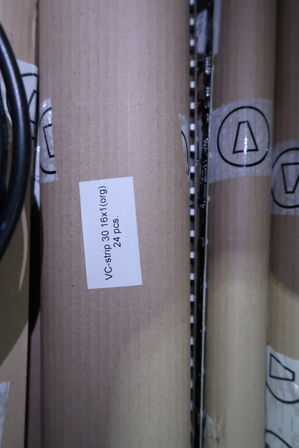 VC-strip 30 16x1(org)
24 pcs.